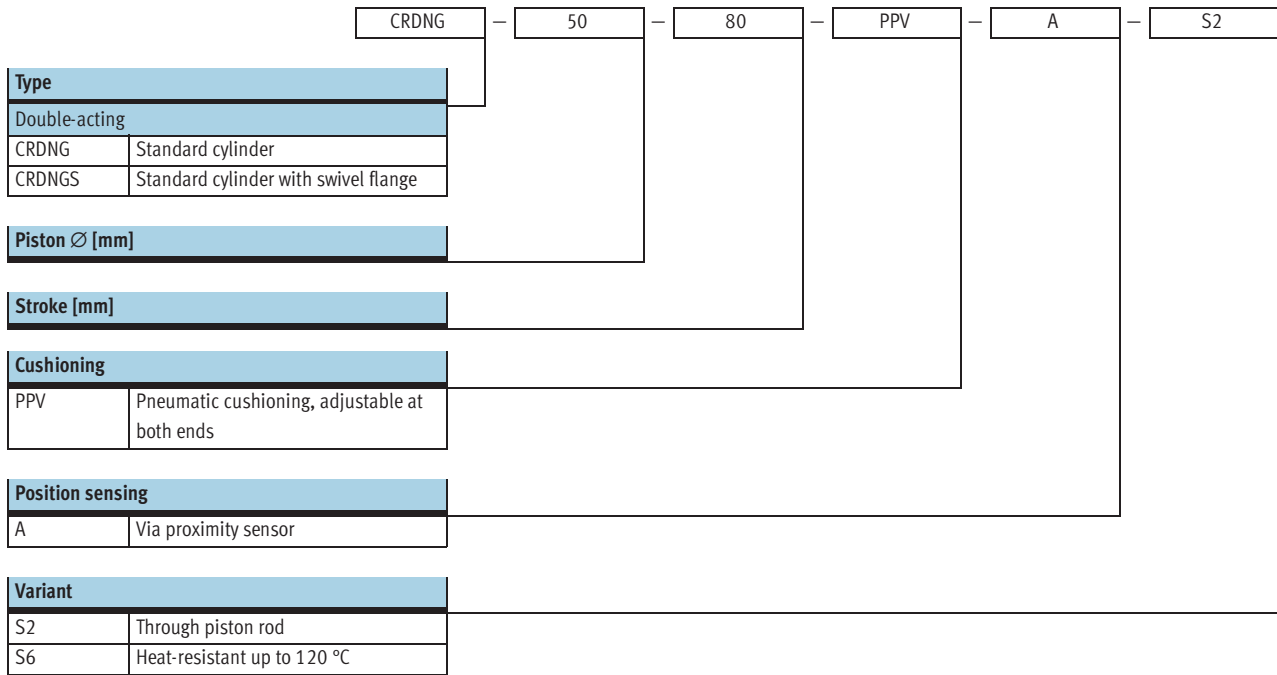 CRDNG – 50 – 80 – PPV – A – S2
Type
Double-acting
CRDNG Standard cylinder
CRDNGS Standard cylinder with swivel flange
Piston ∅ [mm]
Stroke [mm]
Cushioning
PPV Pneumatic cushioning, adjustable at
both ends
Position sensing
A Via proximity sensor
Variant
S2 Through piston rod
S6 Heat-resistant up to 120 °C